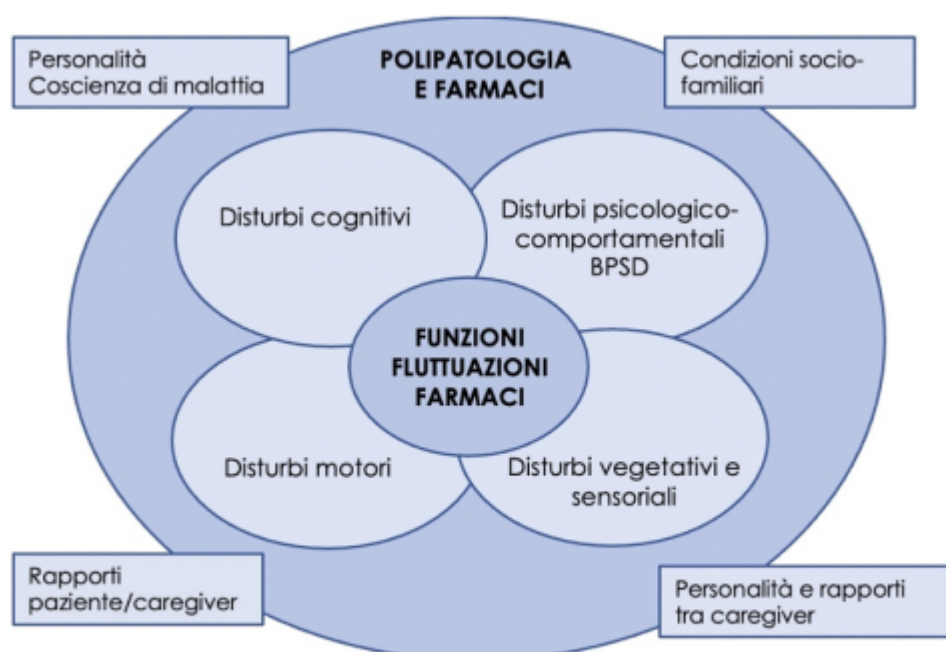 Personalità
Coscienza di malattia
POLIPATOLOGIA
E FARMACI
Condizioni socio-
familiari
Disturbi cognitivi
Disturbi psicologico-
comportamentali
BPSD
FUNZIONI
FLUTTUAZIONI
FARMACI
Disturbi motori
Disturbi vegetativi e
sensoriali
Rapporti
paziente/caregiver
Personalità e rapporti
tra caregiver